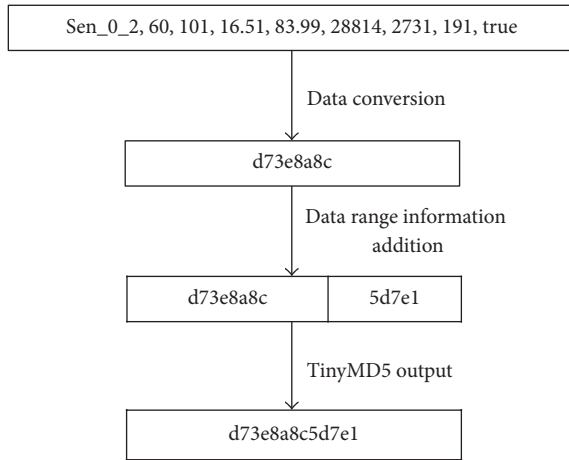 Sen_0_2, 60, 101, 16.51, 83.99, 28814, 2731, 191, true
Data conversion
d73e8a8c
Data range information
addition
d73e8a8c 5d7e1
TinyMD5 output
d73e8a8c5d7e1